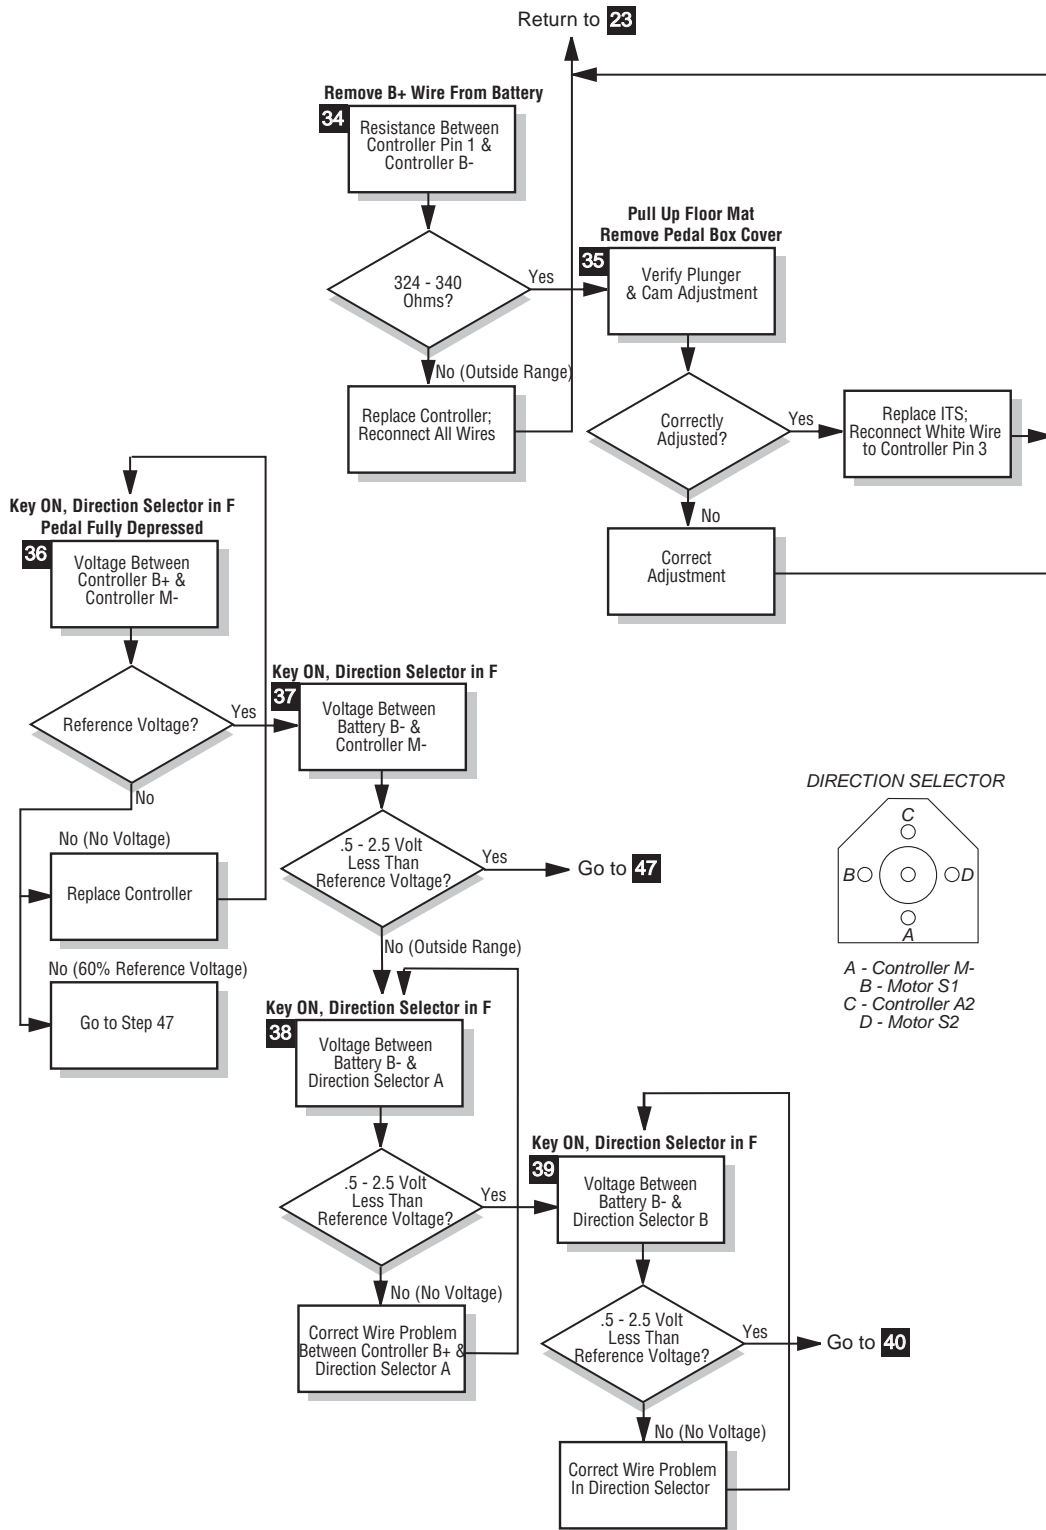 Return to 23
Remove B+ Wire From Battery
34
Resistance Between
Controller Pin 1 &
Controller B-
324 - 340
Ohms?
Yes
No (Outside Range)
Replace Controller;
Reconnect All Wires
Pull Up Floor Mat
Remove Pedal Box Cover
35
Verify Plunger
& Cam Adjustment
Correctly
Adjusted?
Yes
Replace ITS;
Reconnect White Wire
to Controller Pin 3
No
Correct
Adjustment
Key ON, Direction Selector in F
Pedal Fully Depressed
36
Voltage Between
Controller B+ &
Controller M-
Reference Voltage?
Yes
No
No (No Voltage)
Replace Controller
No (60% Reference Voltage)
Go to Step 47
Key ON, Direction Selector in F
37
Voltage Between
Battery B- &
Controller M-
.5 - 2.5 Volt
Less Than
Reference Voltage?
Yes
Go to 47
No (Outside Range)
Key ON, Direction Selector in F
38
Voltage Between
Battery B- &
Direction Selector A
.5 - 2.5 Volt
Less Than
Reference Voltage?
Yes
No (No Voltage)
Correct Wire Problem
Between Controller B+ &
Direction Selector A
Key ON, Direction Selector in F
39
Voltage Between
Battery B- &
Direction Selector B
.5 - 2.5 Volt
Less Than
Reference Voltage?
Yes
Go to 40
No (No Voltage)
Correct Wire Problem
In Direction Selector
DIRECTION SELECTOR
C
B
D
A
A - Controller M-
B - Motor S1
C - Controller A2
D - Motor S2